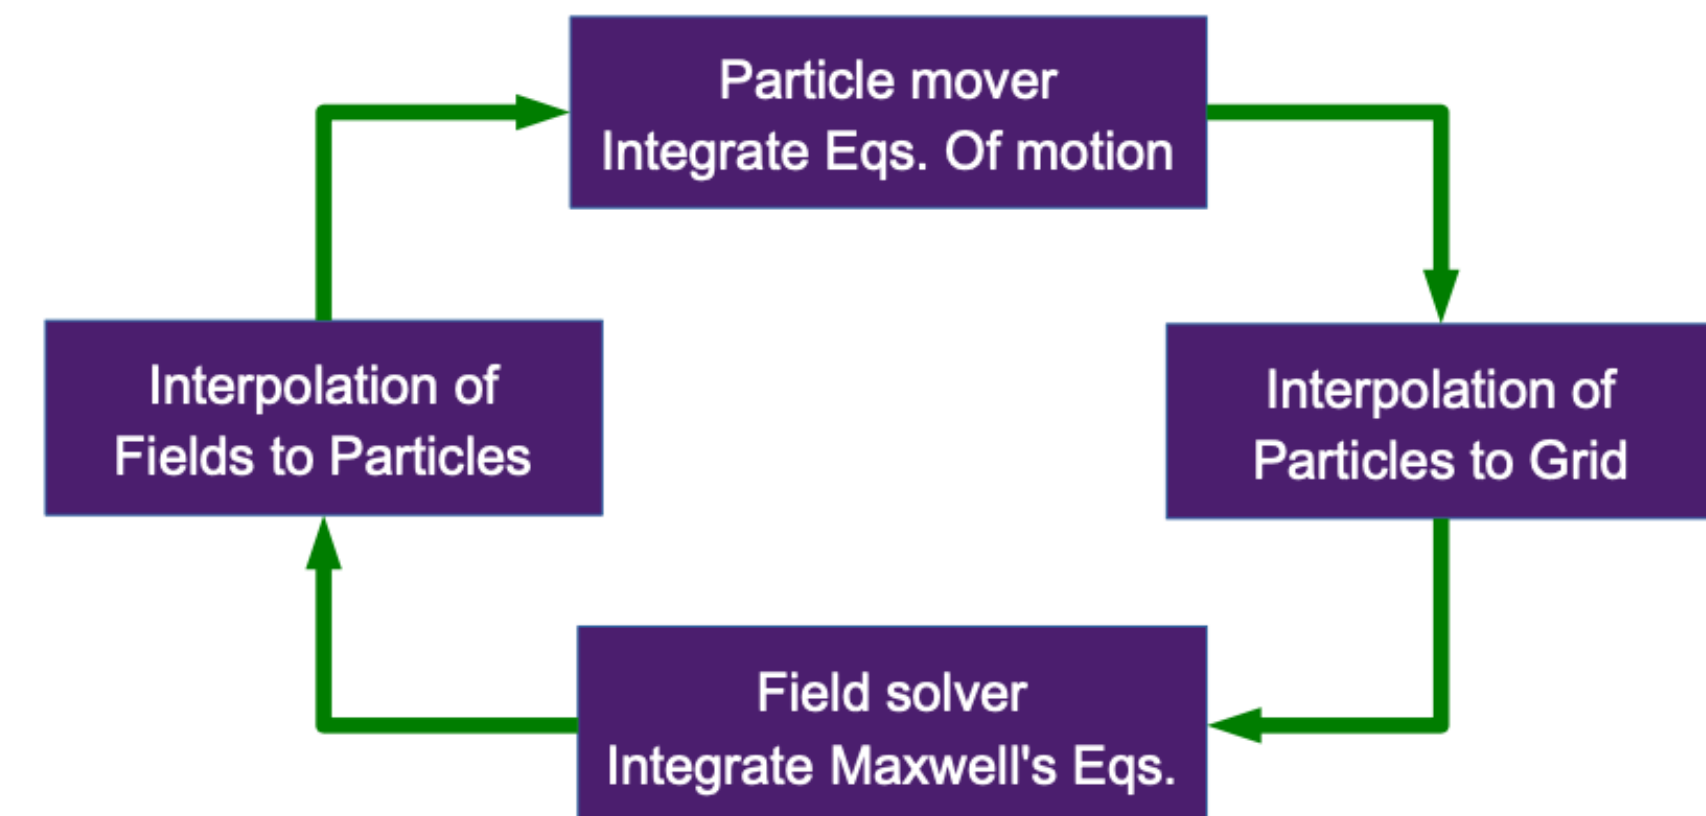 Particle mover
Integrate Eqs. Of motion
Interpolation of
Fields to Particles
Interpolation of
Particles to Grid
Field solver
Integrate Maxwell's Eqs.